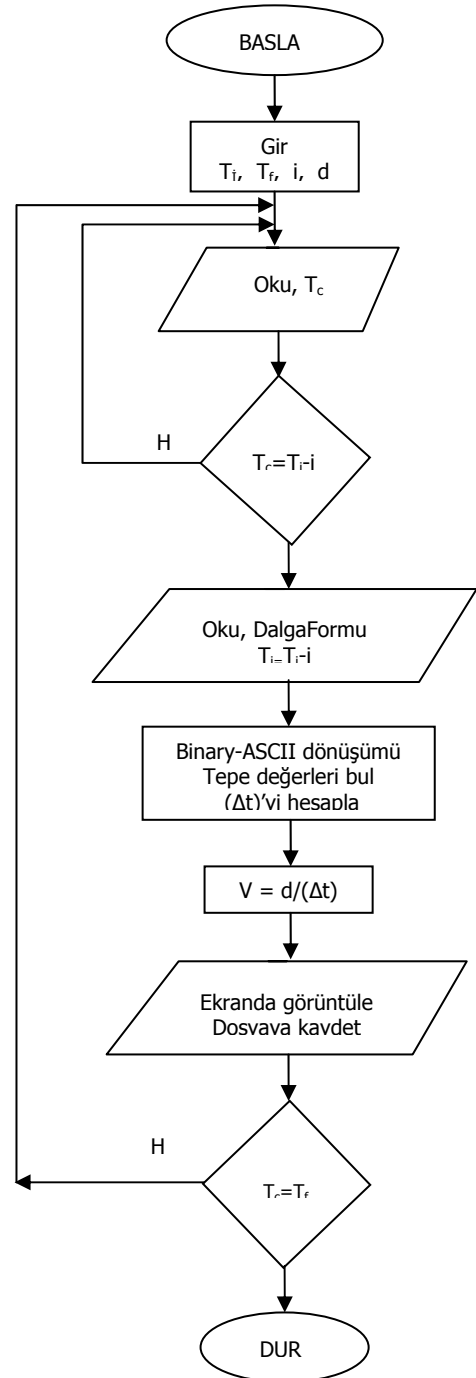 BASLA
Gir
Tİ, Tf, i, d
Oku, Tc
H
Tc=Ti-i
Oku, DalgaFormu
Ti=Ti-i
Binary-ASCII dönüşümü
Tepe değerleri bul
(Δt)'yi hesapla
V = d/(Δt)
Ekranda görüntüle
Dosyaya kaydet
H
Tc=Tf
DUR